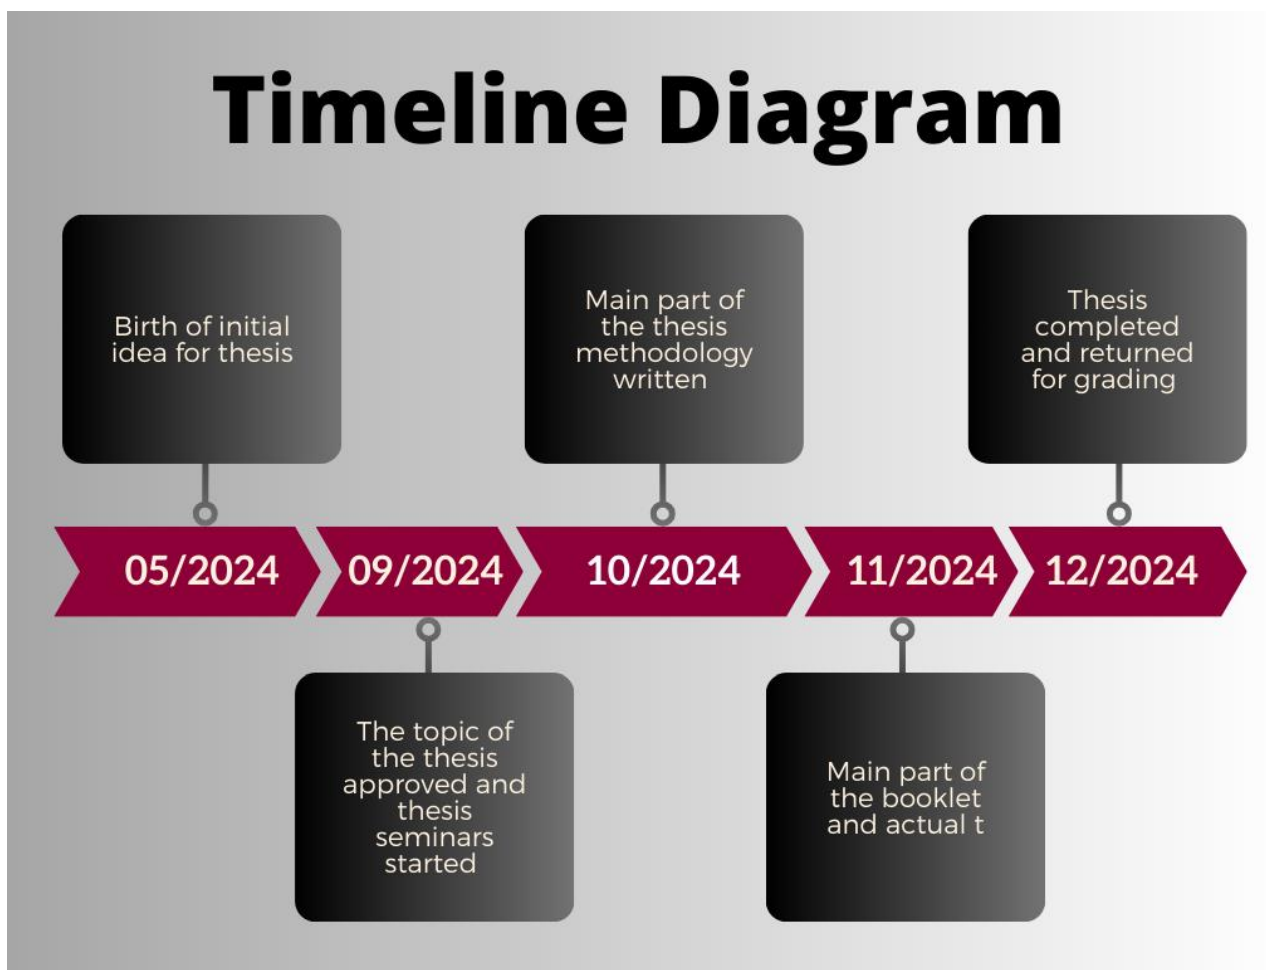 Timeline Diagram
Birth of initial
idea for thesis
Main part of
the thesis
methodology
written
Thesis
completed
and returned
for grading
05/2024
09/2024
10/2024
11/2024
12/2024
The topic of
the thesis
approved and
thesis
seminars
started
Main part of
the booklet
and actual t